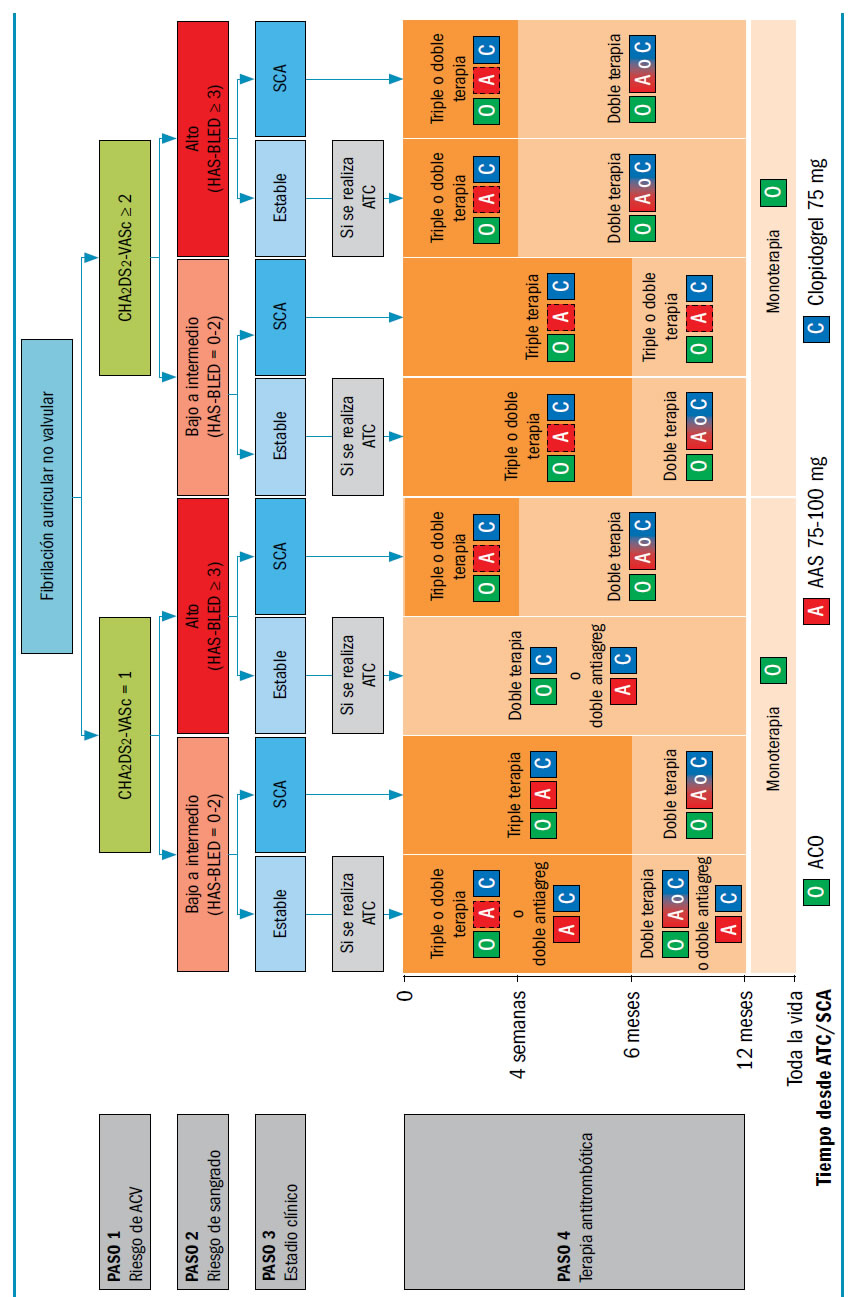 Fibrilación auricular no valvular
PASO 1
Riesgo de ACV
CHA2DS2-VASc = 1
CHA2DS2-VASc ≥ 2
PASO 2
Riesgo de sangrado
Bajo a intermedio
(HAS-BLED = 0-2)
Alto
(HAS-BLED ≥ 3)
Bajo a intermedio
(HAS-BLED = 0-2)
Alto
(HAS-BLED ≥ 3)
PASO 3
Estadio clínico
Estable
SCA
Estable
SCA
Estable
SCA
Estable
SCA
Si se realiza
ATC
Si se realiza
ATC
Si se realiza
ATC
Si se realiza
ATC
PASO 4
Terapia antitrombótica
0
4 semanas
6 meses
12 meses
Toda la vida
Tiempo desde ATC/SCA
Triple o doble
terapia
O A C
o
doble antiagreg
A C
Doble terapia
O A o C
o doble antiagreg
A C
Triple terapia
O A C
Doble terapia
O A o C
Doble terapia
O C
o
doble antiagreg
A C
Triple o doble
terapia
O A C
Doble terapia
O A o C
Triple o doble
terapia
O A C
Doble terapia
O A o C
Triple terapia
O A C
Triple o doble
terapia
O A C
Triple o doble
terapia
O A C
Doble terapia
O A o C
Triple o doble
terapia
O A C
Doble terapia
O A o C
Monoterapia O
Monoterapia O
O ACO
A AAS 75-100 mg
C Clopidogrel 75 mg